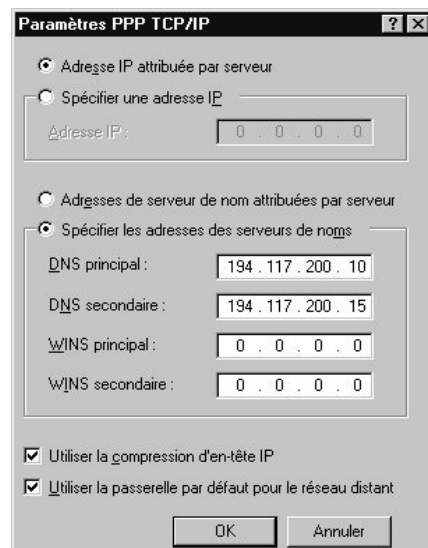 Paramètres PPP TCP/IP
Adresse IP attribuée par serveur
Spécifier une adresse IP
Adresse IP : 0 . 0 . 0 . 0
Adresses de serveur de nom attribuées par serveur
Spécifier les adresses des serveurs de noms
DNS principal : 194 . 117 . 200 . 10
DNS secondaire : 194 . 117 . 200 . 15
WINS principal : 0 . 0 . 0 . 0
WINS secondaire : 0 . 0 . 0 . 0
Utiliser la compression d'en-tête IP
Utiliser la passerelle par défaut pour le réseau distant
OK Annuler